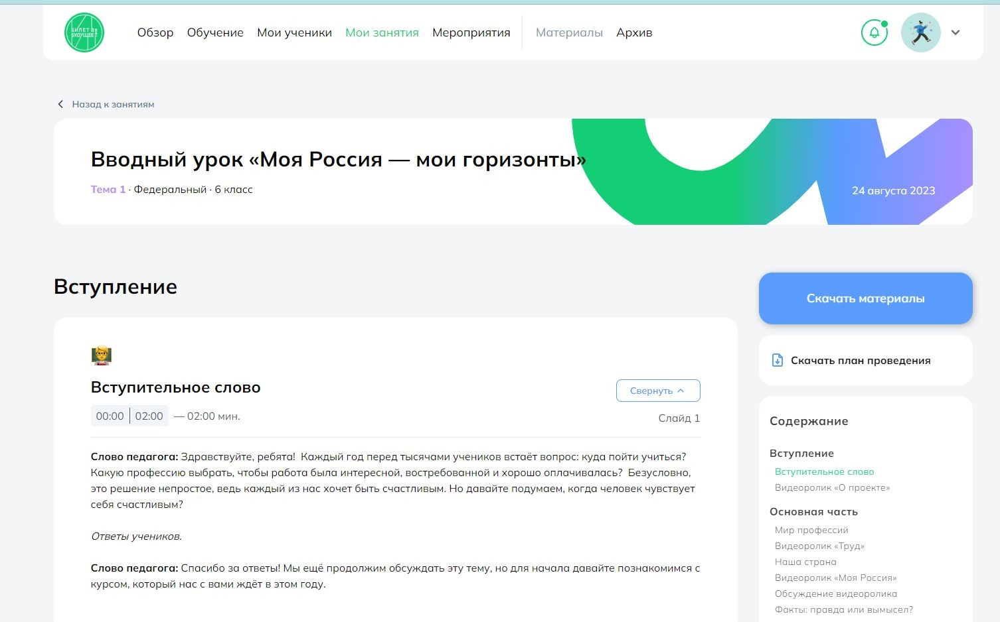 БИЛЕТ В
БУДУЩЕЕ
Обзор
Обучение
Мои ученики
Мои занятия
Мероприятия
Материалы
Архив
Назад к занятиям
Вводный урок «Моя Россия — мои горизонты»
Тема 1 · Федеральный · 6 класс
24 августа 2023
Вступление
Вступительное слово
Свернуть
00:00 | 02:00 — 02:00 мин.
Слайд 1
Слово педагога: Здравствуйте, ребята! Каждый год перед тысячами учеников встаёт вопрос: куда пойти учиться?
Какую профессию выбрать, чтобы работа была интересной, востребованной и хорошо оплачивалась? Безусловно,
это решение непростое, ведь каждый из нас хочет быть счастливым. Но давайте подумаем, когда человек чувствует
себя счастливым?
Ответы учеников.
Слово педагога: Спасибо за ответы! Мы ещё продолжим обсуждать эту тему, но для начала давайте познакомимся с
курсом, который нас с вами ждёт в этом году.
Скачать материалы
Скачать план проведения
Содержание
Вступление
Вступительное слово
Видеоролик «О проекте»
Основная часть
Мир профессий
Видеоролик «Труд»
Наша страна
Видеоролик «Моя Россия»
Обсуждение видеоролика
Факты: правда или вымысел?